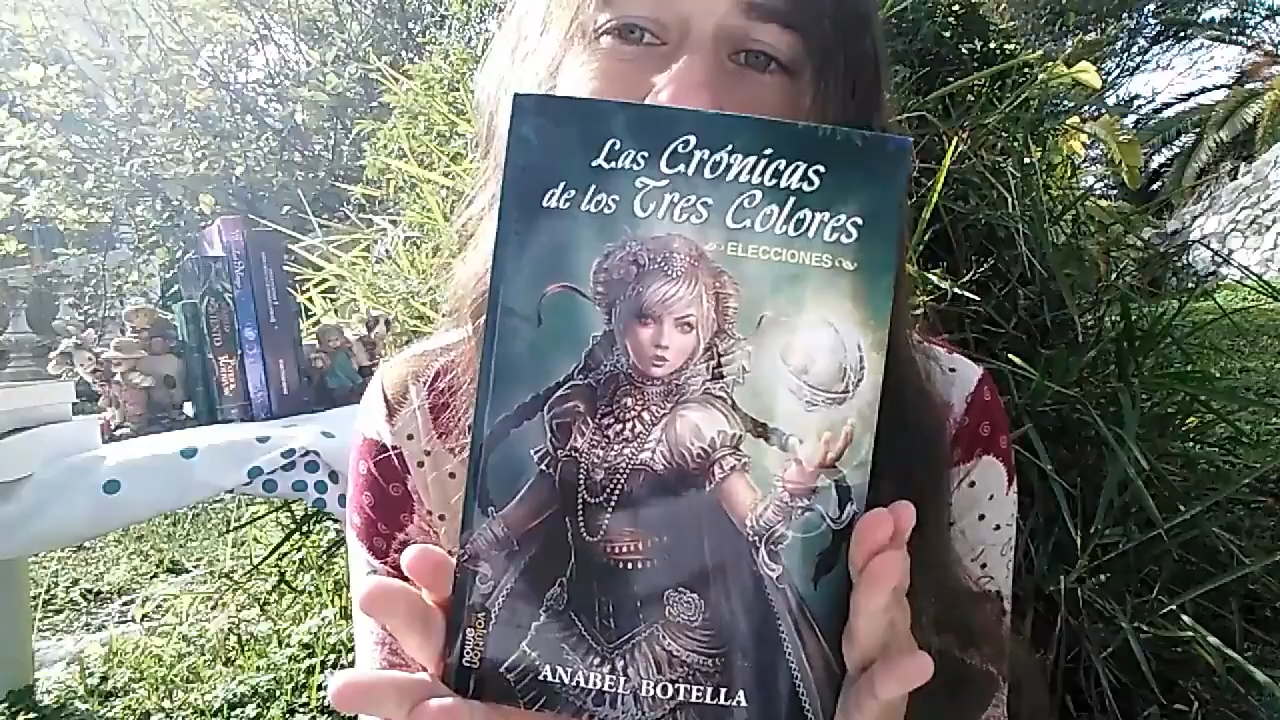 Las Crónicas
de los Tres Colores
ELECCIONES
ANABEL BOTELLA